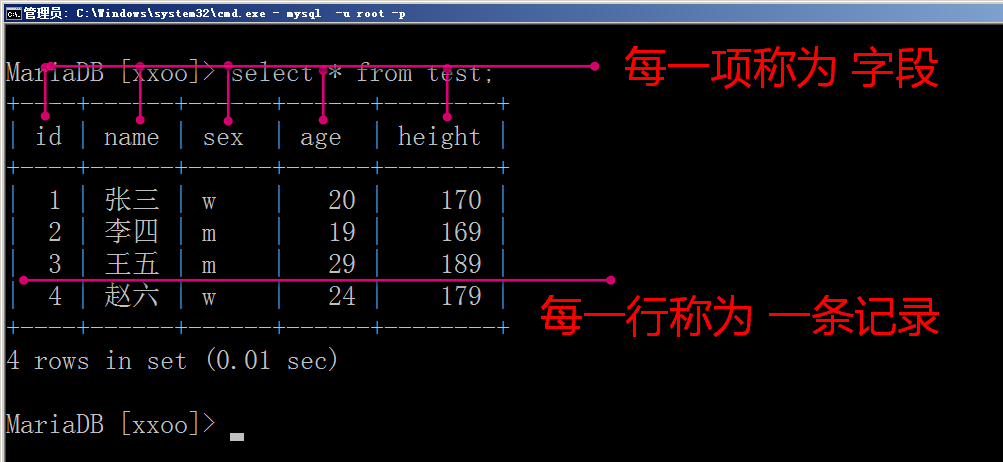 管理员: C:\Windows\system32\cmd.exe - mysql  -u root -p
MariaDB [xxoo]> select * from test;
每一项称为 字段
+----+------+-----+-----+--------+
| id | name | sex | age | height |
+----+------+-----+-----+--------+
| 1 | 张三 | w | 20 | 170 |
| 2 | 李四 | m | 19 | 169 |
| 3 | 王五 | m | 29 | 189 |
| 4 | 赵六 | w | 24 | 179 |
+----+------+-----+-----+--------+
每一行称为 一条记录
4 rows in set (0.01 sec)
MariaDB [xxoo]>